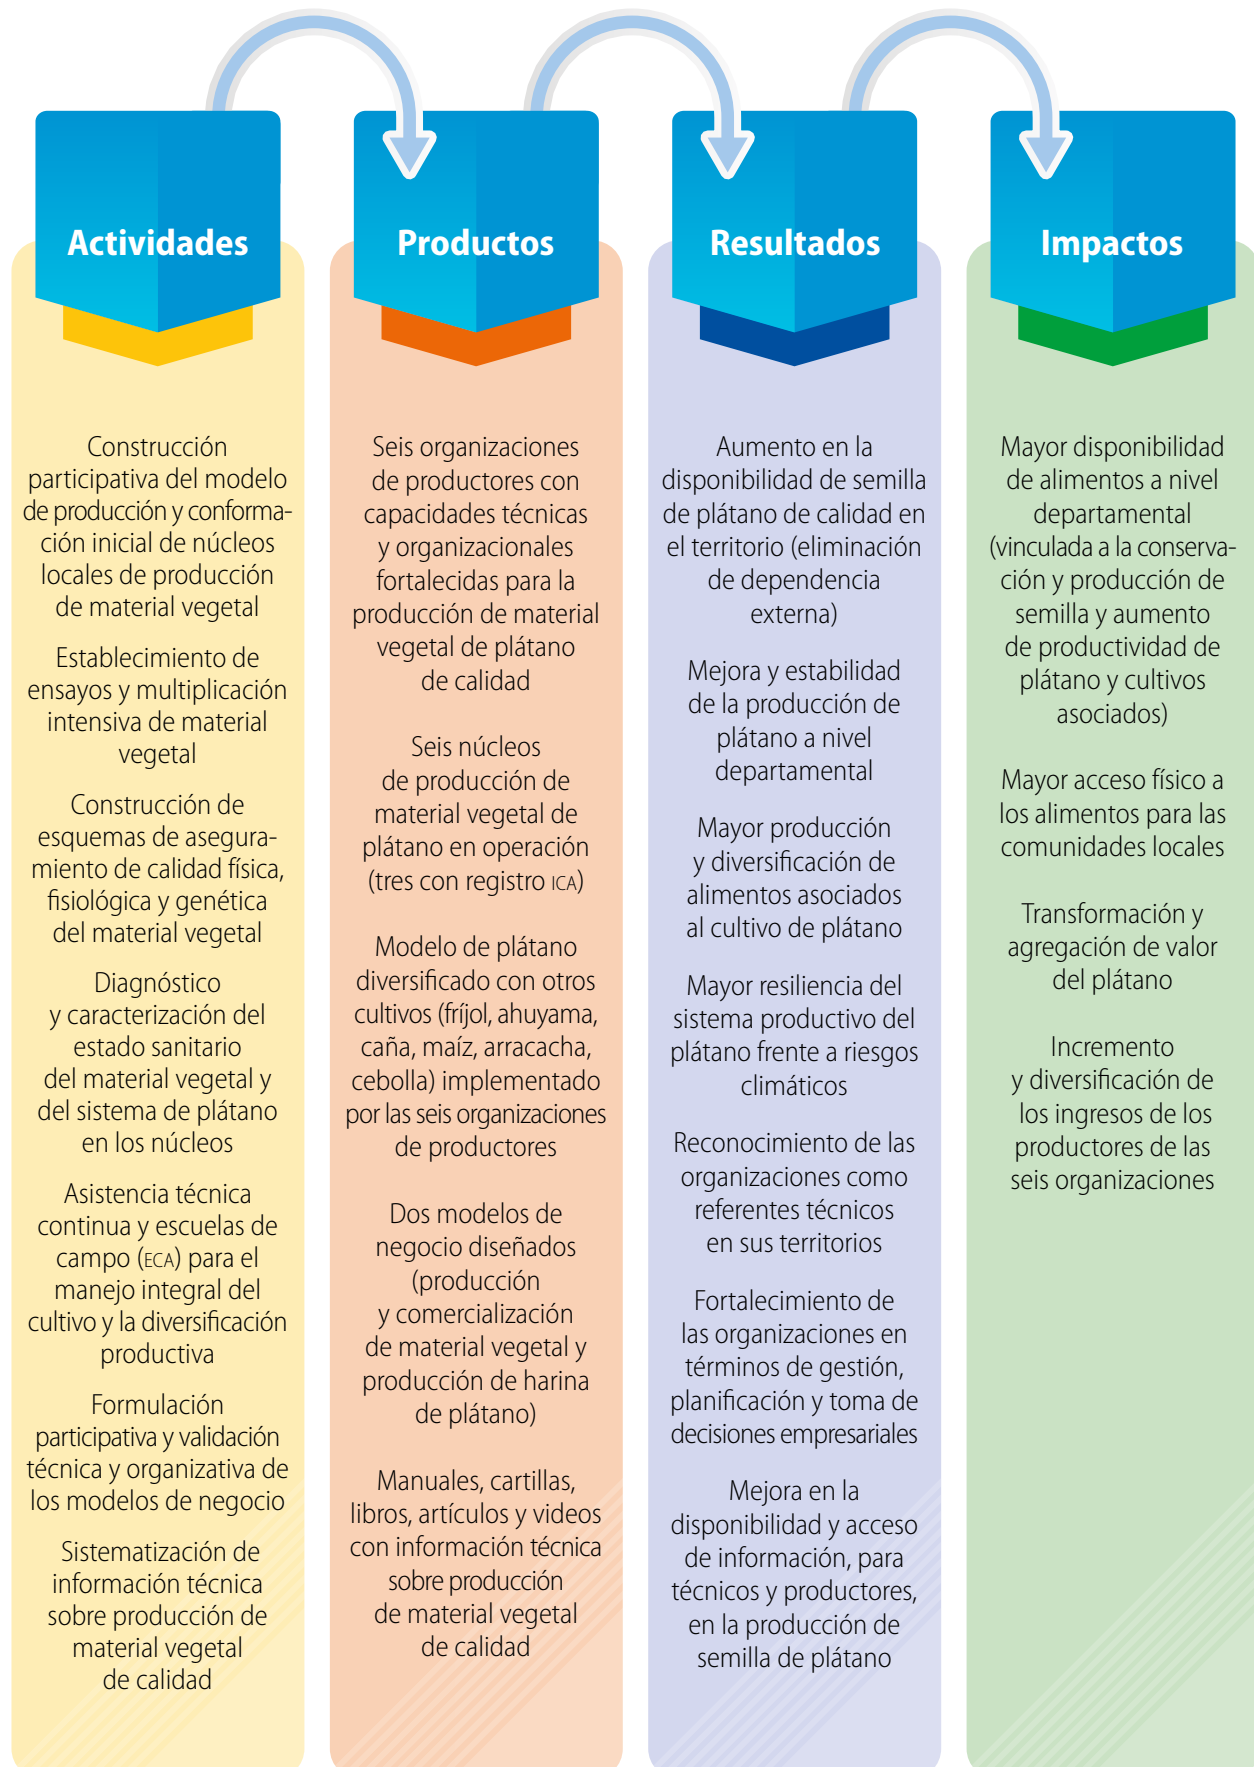 Actividades
Construcción
participativa del modelo
de producción y conforma-
ción inicial de núcleos
locales de producción
de material vegetal
Establecimiento de
ensayos y multiplicación
intensiva de material
vegetal
Construcción de
esquemas de asegura-
miento de calidad física,
fisiológica y genética
del material vegetal
Diagnóstico
y caracterización del
estado sanitario
del material vegetal y
del sistema de plátano
en los núcleos
Asistencia técnica
continua y escuelas de
campo (ECA) para el
manejo integral del
cultivo y la diversificación
productiva
Formulación
participativa y validación
técnica y organizativa de
los modelos de negocio
Sistematización de
información técnica
sobre producción de
material vegetal
de calidad
Productos
Seis organizaciones
de productores con
capacidades técnicas
y organizacionales
fortalecidas para la
producción de material
vegetal de plátano
de calidad
Seis núcleos
de producción de
material vegetal de
plátano en operación
(tres con registro ICA)
Modelo de plátano
diversificado con otros
cultivos (fríjol, ahuyama,
caña, maíz, arracacha,
cebolla) implementado
por las seis organizaciones
de productores
Dos modelos de
negocio diseñados
(producción
y comercialización
de material vegetal y
producción de harina
de plátano)
Manuales, cartillas,
libros, artículos y videos
con información técnica
sobre producción
de material vegetal
de calidad
Resultados
Aumento en la
disponibilidad de semilla
de plátano de calidad en
el territorio (eliminación
de dependencia
externa)
Mejora y estabilidad
de la producción de
plátano a nivel
departamental
Mayor producción
y diversificación de
alimentos asociados
al cultivo de plátano
Mayor resiliencia del
sistema productivo del
plátano frente a riesgos
climáticos
Reconocimiento de las
organizaciones como
referentes técnicos
en sus territorios
Fortalecimiento de
las organizaciones en
términos de gestión,
planificación y toma de
decisiones empresariales
Mejora en la
disponibilidad y acceso
de información, para
técnicos y productores,
en la producción de
semilla de plátano
Impactos
Mayor disponibilidad
de alimentos a nivel
departamental
(vinculada a la conserva-
ción y producción de
semilla y aumento
de productividad de
plátano y cultivos
asociados)
Mayor acceso físico a
los alimentos para las
comunidades locales
Transformación y
agregación de valor
del plátano
Incremento
y diversificación de
los ingresos de los
productores de las
seis organizaciones